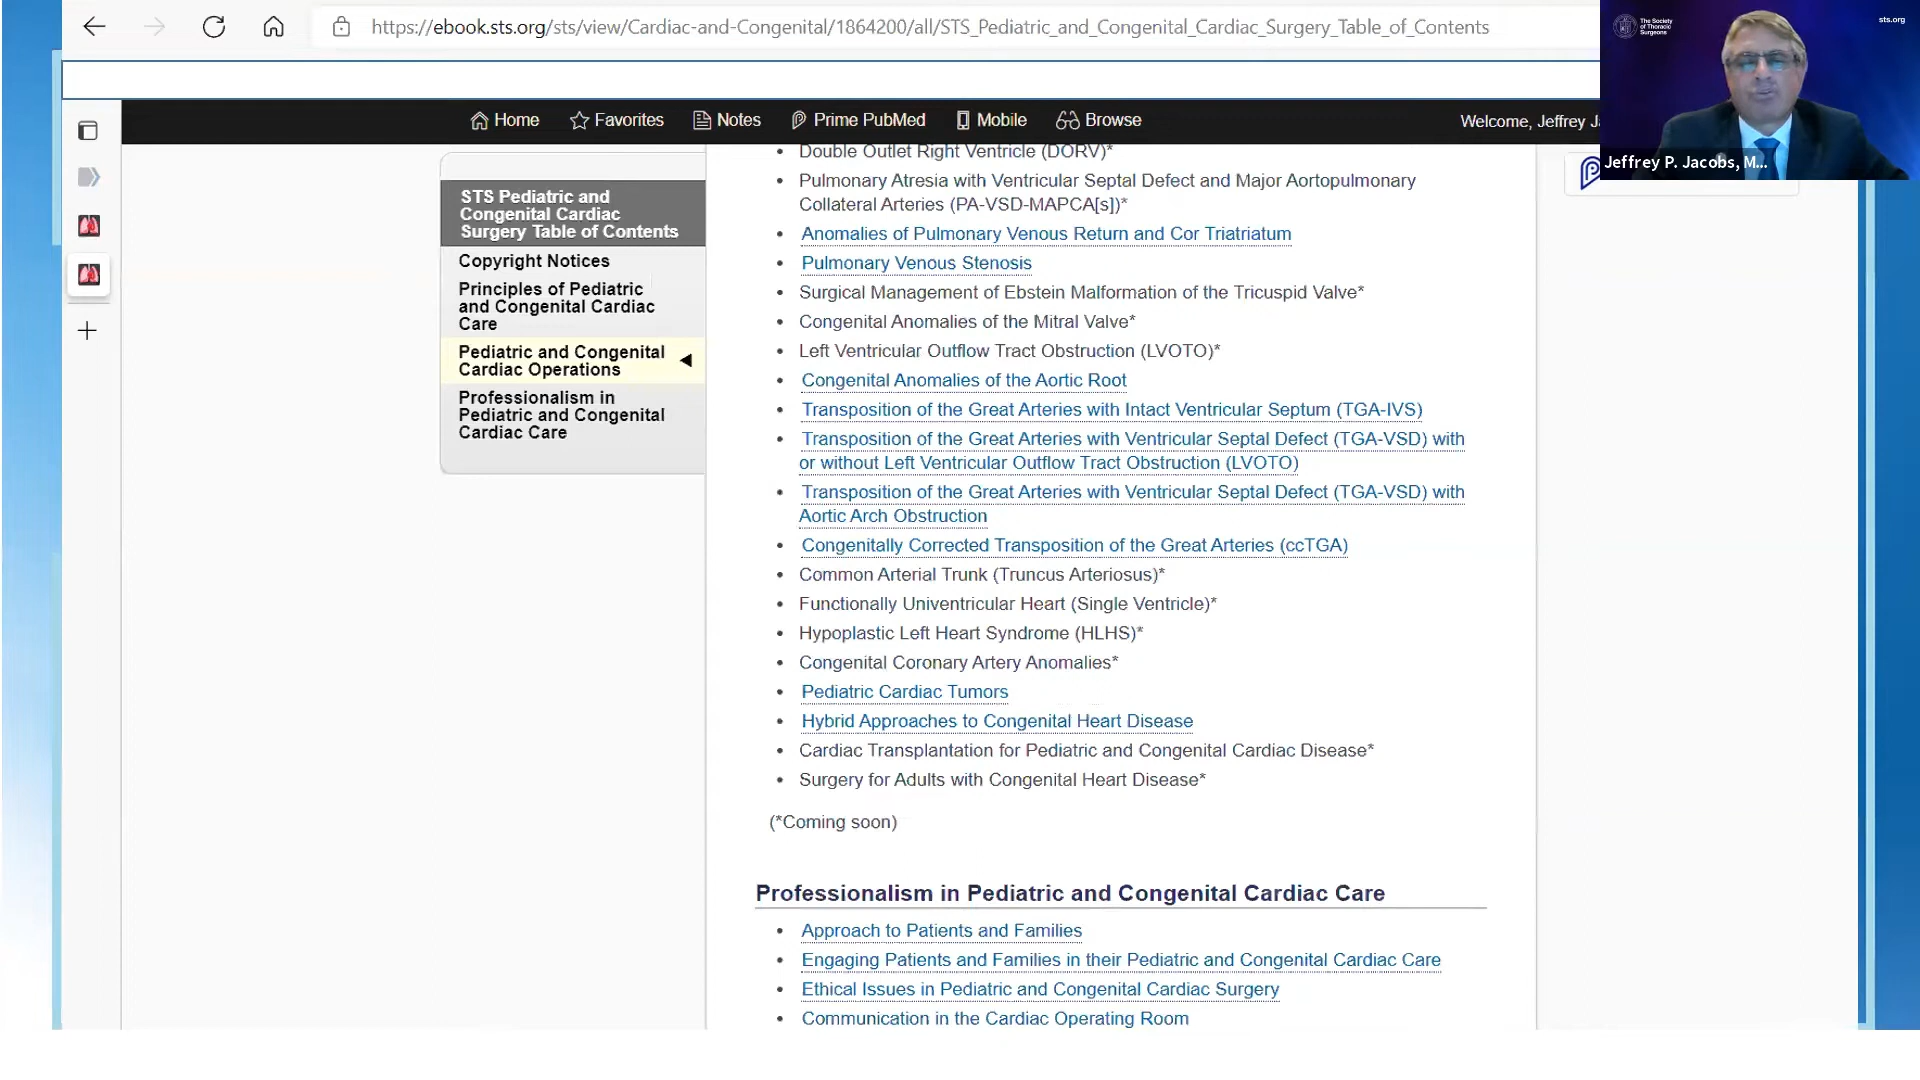 https://ebook.sts.org/sts/view/Cardiac-and-Congenital/1864200/all/STS_Pediatric_and_Congenital_Cardiac_Surgery_Table_of_Contents
The Society
of Thoracic
Surgeons
sts.org
Jeffrey P. Jacobs, M...
Home
Favorites
Notes
Prime PubMed
Mobile
Browse
Welcome, Jeffrey J
STS Pediatric and
Congenital Cardiac
Surgery Table of Contents
Copyright Notices
Principles of Pediatric
and Congenital Cardiac
Care
Pediatric and Congenital
Cardiac Operations
Professionalism in
Pediatric and Congenital
Cardiac Care
• Double Outlet Right Ventricle (DORV)*
• Pulmonary Atresia with Ventricular Septal Defect and Major Aortopulmonary
Collateral Arteries (PA-VSD-MAPCA[s])*
• Anomalies of Pulmonary Venous Return and Cor Triatriatum
• Pulmonary Venous Stenosis
• Surgical Management of Ebstein Malformation of the Tricuspid Valve*
• Congenital Anomalies of the Mitral Valve*
• Left Ventricular Outflow Tract Obstruction (LVOTO)*
• Congenital Anomalies of the Aortic Root
• Transposition of the Great Arteries with Intact Ventricular Septum (TGA-IVS)
• Transposition of the Great Arteries with Ventricular Septal Defect (TGA-VSD) with
or without Left Ventricular Outflow Tract Obstruction (LVOTO)
• Transposition of the Great Arteries with Ventricular Septal Defect (TGA-VSD) with
Aortic Arch Obstruction
• Congenitally Corrected Transposition of the Great Arteries (ccTGA)
• Common Arterial Trunk (Truncus Arteriosus)*
• Functionally Univentricular Heart (Single Ventricle)*
• Hypoplastic Left Heart Syndrome (HLHS)*
• Congenital Coronary Artery Anomalies*
• Pediatric Cardiac Tumors
• Hybrid Approaches to Congenital Heart Disease
• Cardiac Transplantation for Pediatric and Congenital Cardiac Disease*
• Surgery for Adults with Congenital Heart Disease*
(*Coming soon)
Professionalism in Pediatric and Congenital Cardiac Care
• Approach to Patients and Families
• Engaging Patients and Families in their Pediatric and Congenital Cardiac Care
• Ethical Issues in Pediatric and Congenital Cardiac Surgery
• Communication in the Cardiac Operating Room